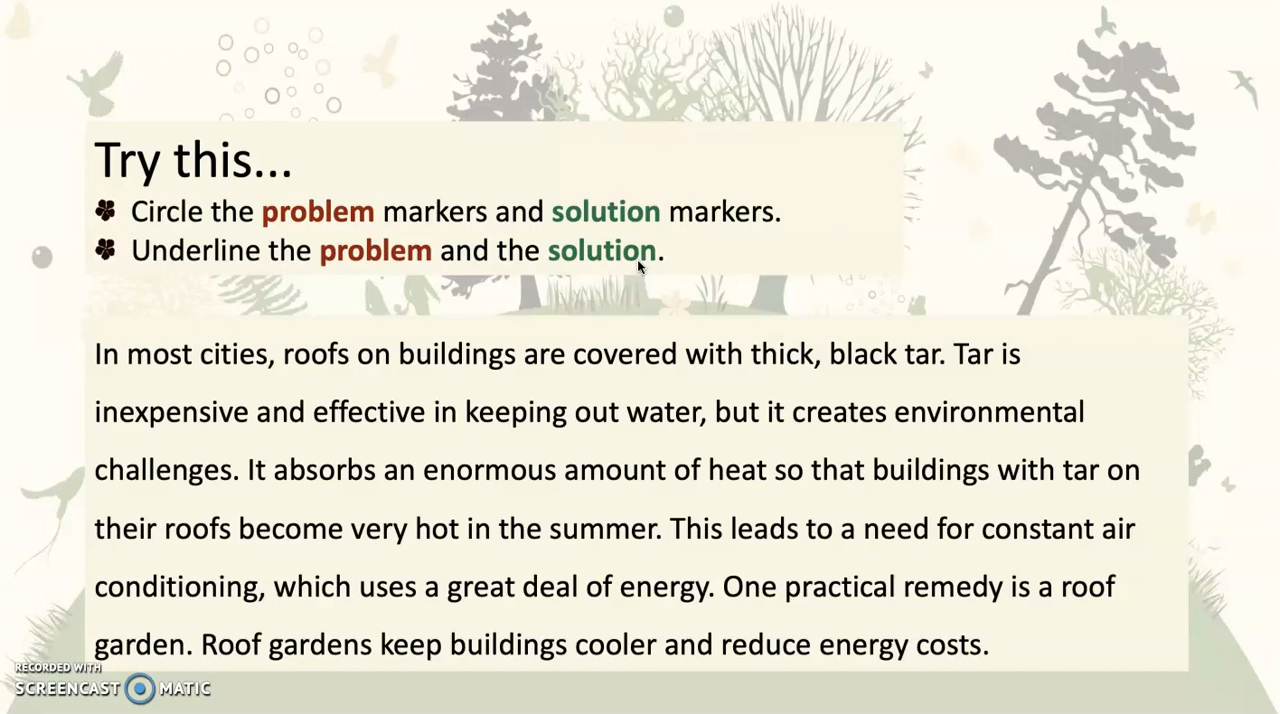 Try this...
Circle the problem markers and solution markers.
Underline the problem and the solution.
In most cities, roofs on buildings are covered with thick, black tar. Tar is
inexpensive and effective in keeping out water, but it creates environmental
challenges. It absorbs an enormous amount of heat so that buildings with tar on
their roofs become very hot in the summer. This leads to a need for constant air
conditioning, which uses a great deal of energy. One practical remedy is a roof
garden. Roof gardens keep buildings cooler and reduce energy costs.
RECORDED WITH
SCREENCAST MATIC